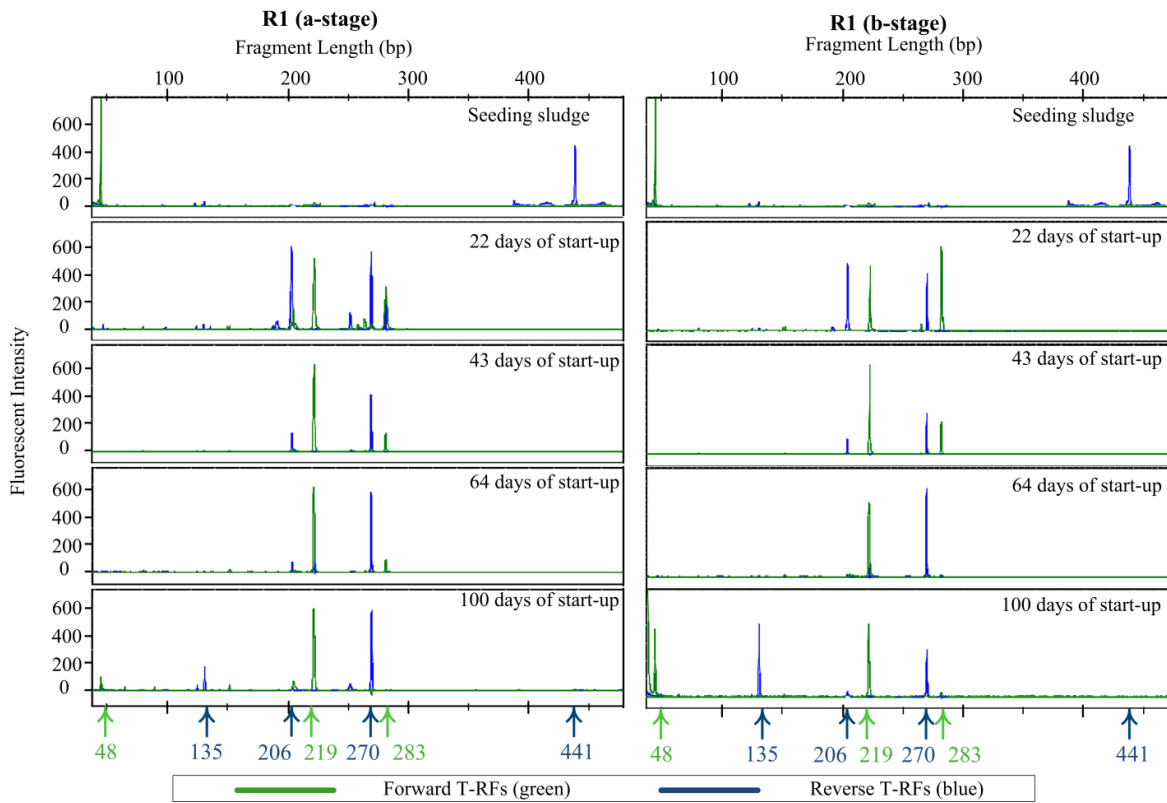 R1 (a-stage)
Fragment Length (bp)
100 200 300 400
Seeding sludge
600
400
200
0
22 days of start-up
600
400
200
0
43 days of start-up
600
400
200
0
64 days of start-up
600
400
200
0
100 days of start-up
600
400
200
0
Fluorescent Intensity
48 135 206 219 270 283 441
R1 (b-stage)
Fragment Length (bp)
100 200 300 400
Seeding sludge
22 days of start-up
43 days of start-up
64 days of start-up
100 days of start-up
48 135 206 219 270 283 441
Forward T-RFs (green) Reverse T-RFs (blue)